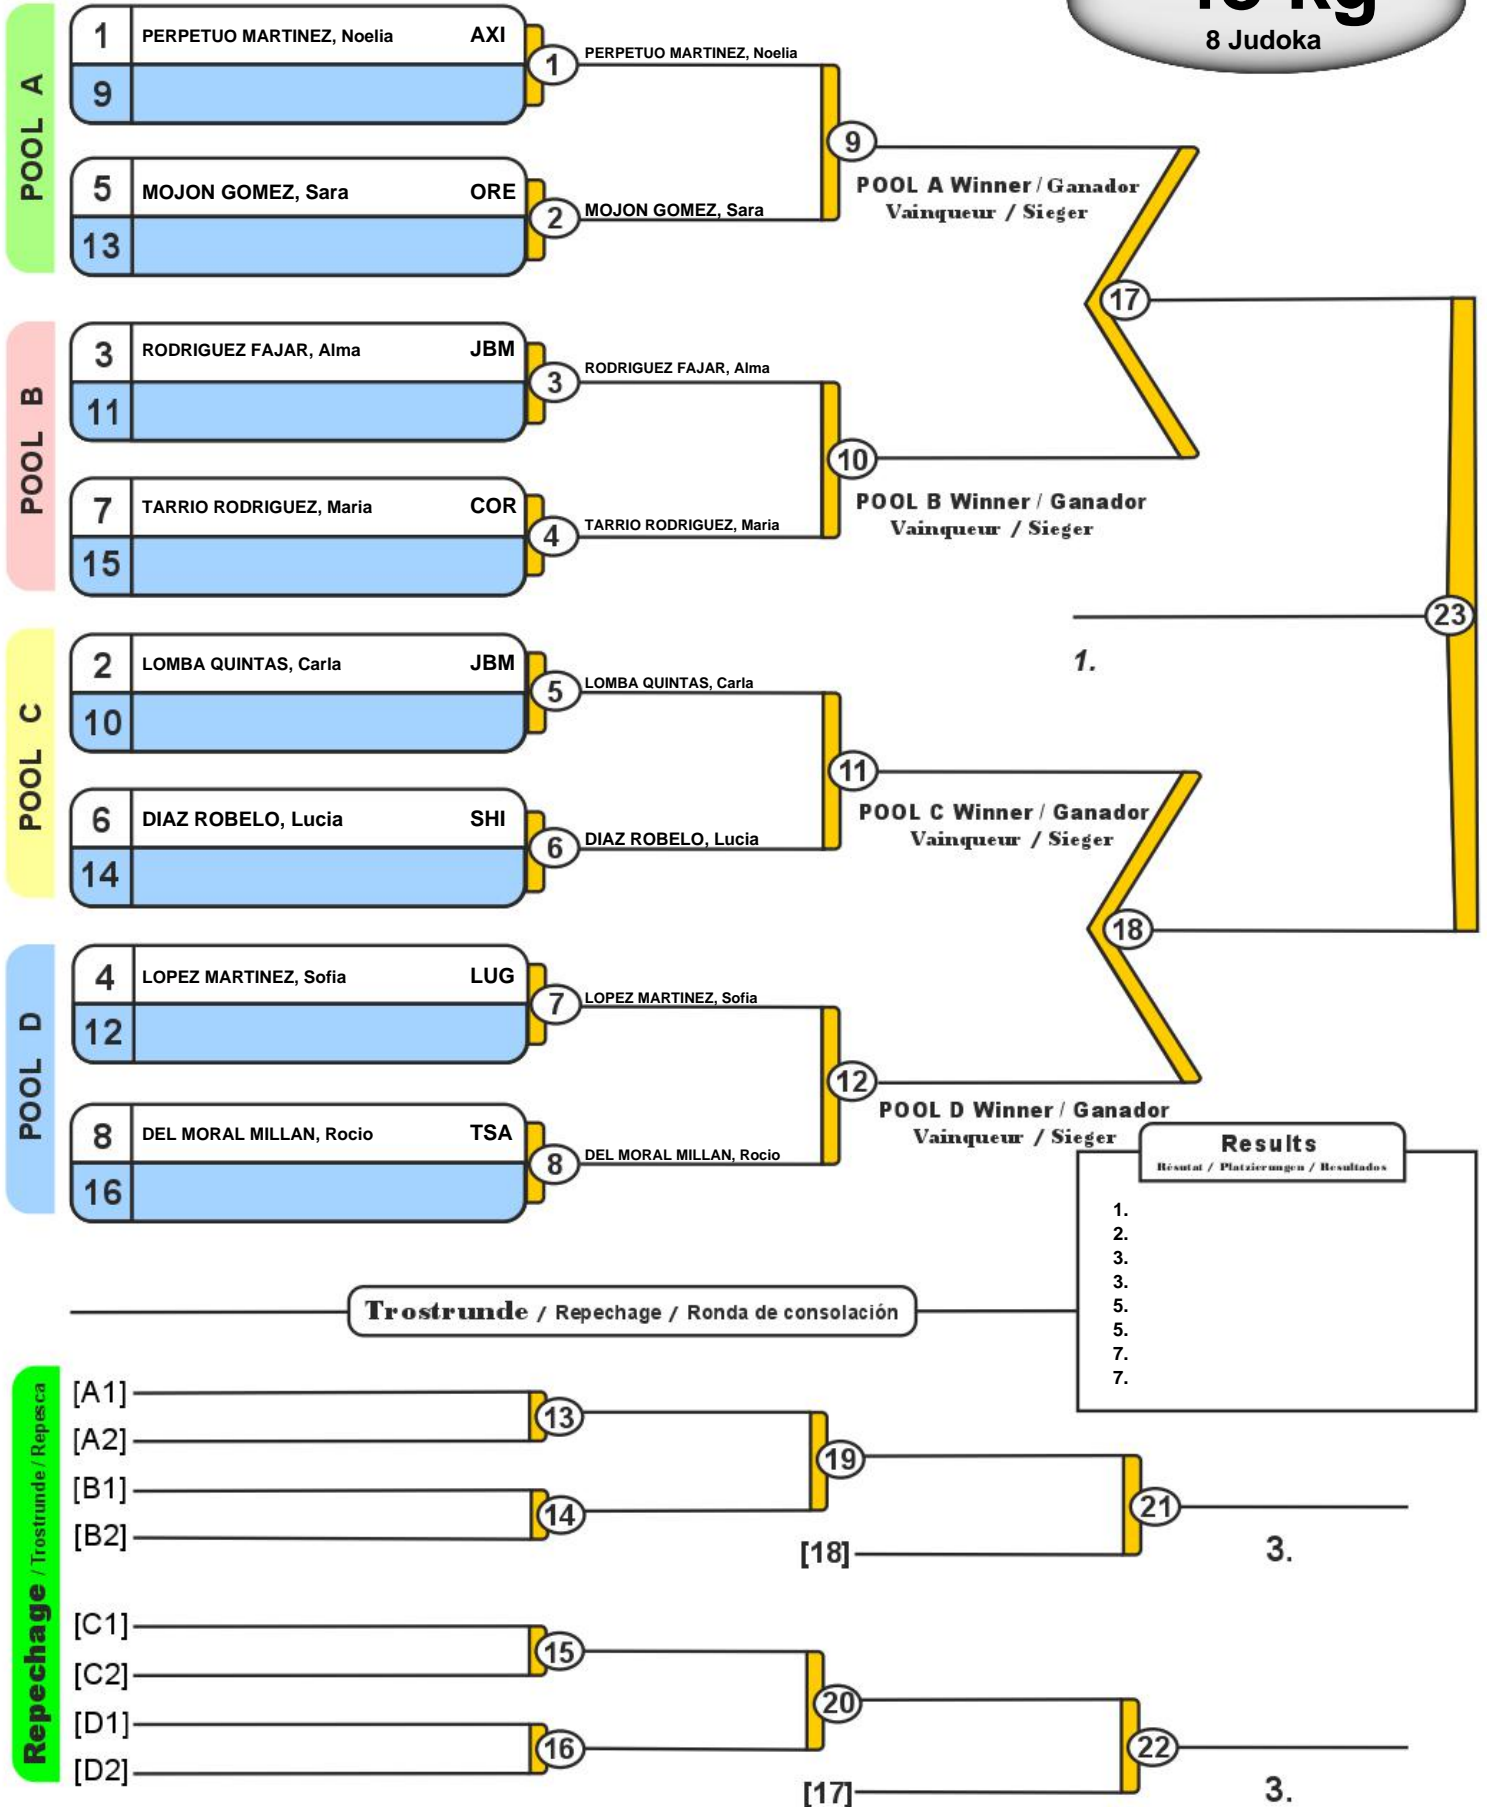 kg
8 Judoka
POOL A
1 PERPETUO MARTINEZ, Noelia AXI
9
1
PERPETUO MARTINEZ, Noelia
5 MOJON GOMEZ, Sara ORE
13
2
MOJON GOMEZ, Sara
9
POOL A Winner / Ganador
Vainqueur / Sieger
17
POOL B
3 RODRIGUEZ FAJAR, Alma JBM
11
3
RODRIGUEZ FAJAR, Alma
7 TARRIO RODRIGUEZ, Maria COR
15
4
TARRIO RODRIGUEZ, Maria
10
POOL B Winner / Ganador
Vainqueur / Sieger
23
1.
POOL C
2 LOMBA QUINTAS, Carla JBM
10
5
LOMBA QUINTAS, Carla
6 DIAZ ROBELO, Lucia SHI
14
6
DIAZ ROBELO, Lucia
11
POOL C Winner / Ganador
Vainqueur / Sieger
18
POOL D
4 LOPEZ MARTINEZ, Sofia LUG
12
7
LOPEZ MARTINEZ, Sofia
8 DEL MORAL MILLAN, Rocio TSA
16
8
DEL MORAL MILLAN, Rocio
12
POOL D Winner / Ganador
Vainqueur / Sieger
Results
Résutat / Platzierungen / Resultados
1.
2.
3.
3.
5.
5.
7.
7.
Trostrunde / Repechage / Ronda de consolación
Repechage / Trostrunde / Repesca
[A1]
[A2]
13
[B1]
[B2]
14
19
[18]
21
3.
[C1]
[C2]
15
[D1]
[D2]
16
20
[17]
22
3.